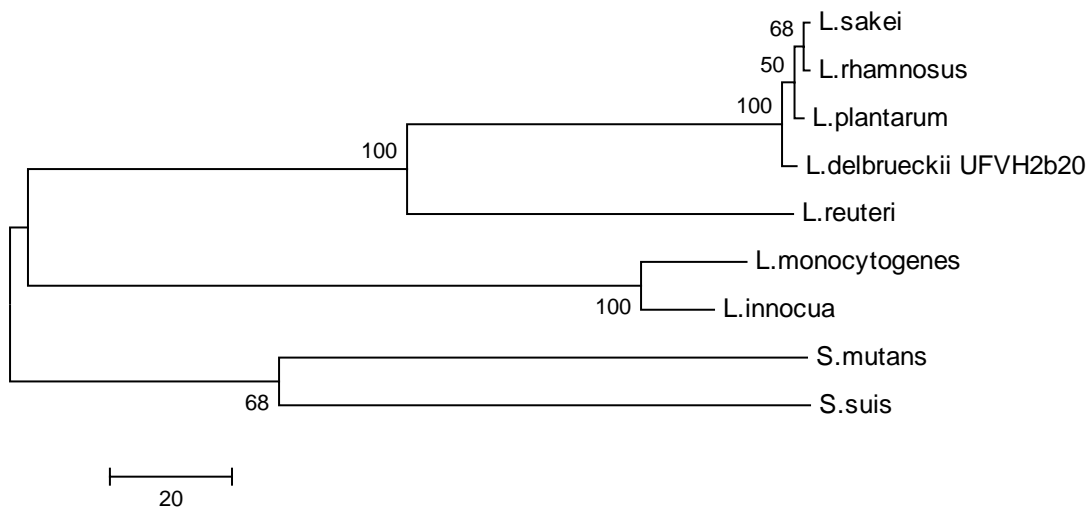 68
L.sakei
50
L.rhamnosus
100
L.plantarum
100
L.delbrueckii UFVH2b20
L.reuteri
L.monocytogenes
100
L.innocua
S.mutans
68
S.suis
20